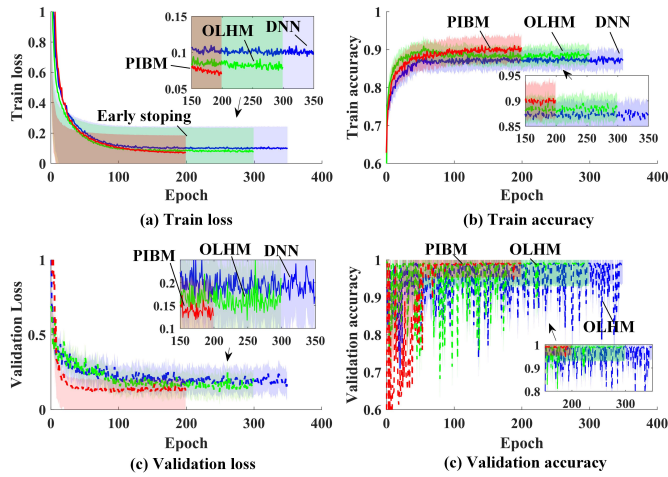 1
0.8
0.6
0.4
0.2
0
Train loss
0.15
0.1
0.05
150 200 250 300 350
PIBM
OLHM
DNN
Early stoping
0 100 200 300 400
Epoch
(a) Train loss
1
0.9
0.8
0.7
0.6
Train accuracy
PIBM
OLHM
DNN
0.95
0.9
0.85
150 200 250 300 350
0 100 200 300 400
Epoch
(b) Train accuracy
1
0.5
0
Validation Loss
PIBM
OLHM
DNN
0.2
0.15
0.1
150 200 250 300 350
0 100 200 300 400
Epoch
(c) Validation loss
1
0.9
0.8
0.7
0.6
Validation accuracy
PIBM
OLHM
OLHM
1
0.9
0.8
200 300
0 100 200 300 400
Epoch
(c) Validation accuracy